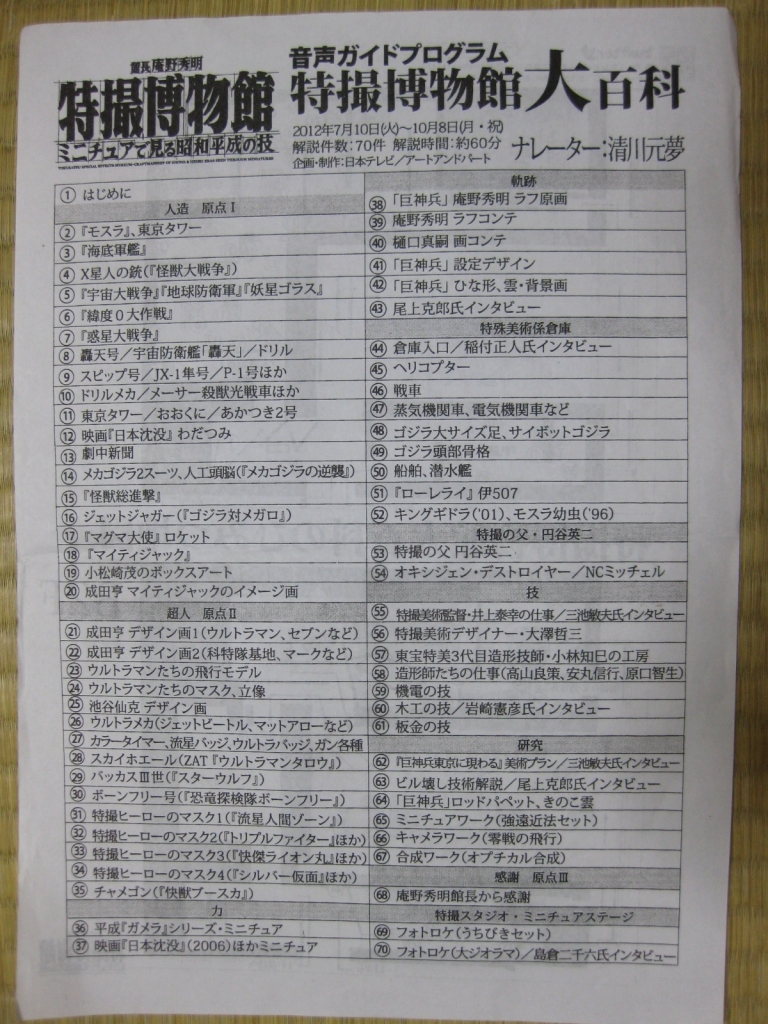 館長庵野秀明
特撮博物館
ミニチュアで見る昭和平成の技
音声ガイドプログラム
特撮博物館大百科
2012年7月10日(火)～10月8日(月・祝)
解説件数:70件 解説時間:約60分
企画・制作:日本テレビ／アートアンドパート
ナレーター:清川元夢
① はじめに
人造 原点Ⅰ
② 『モスラ』、東京タワー
③ 『海底軍艦』
④ X星人の銃(『怪獣大戦争』)
⑤ 『宇宙大戦争』『地球防衛軍』『妖星ゴラス』
⑥ 『緯度0大作戦』
⑦ 『惑星大戦争』
⑧ 轟天号／宇宙防衛艦「轟天」／ドリル
⑨ スピップ号／JX-1隼号／P-1号ほか
⑩ ドリルメカ／メーサー殺獣光戦車ほか
⑪ 東京タワー／おおくに／あかつき2号
⑫ 映画『日本沈没』 わだつみ
⑬ 劇中新聞
⑭ メカゴジラ2スーツ、人工頭脳(『メカゴジラの逆襲』)
⑮ 『怪獣総進撃』
⑯ ジェットジャガー(『ゴジラ対メガロ』)
⑰ 『マグマ大使』 ロケット
⑱ 『マイティジャック』
⑲ 小松崎茂のボックスアート
⑳ 成田亨 マイティジャックのイメージ画
超人 原点Ⅱ
㉑ 成田亨 デザイン画1(ウルトラマン、セブンなど)
㉒ 成田亨 デザイン画2(科特隊基地、マークなど)
㉓ ウルトラマンたちの飛行モデル
㉔ ウルトラマンたちのマスク、立像
㉕ 池谷仙克 デザイン画
㉖ ウルトラメカ(ジェットビートル、マットアローなど)
㉗ カラータイマー、流星バッジ、ウルトラバッジ、ガン各種
㉘ スカイホエール(ZAT『ウルトラマンタロウ』)
㉙ バッカスⅢ世(『スターウルフ』)
㉚ ボーンフリー号(『恐竜探検隊ボーンフリー』)
㉛ 特撮ヒーローのマスク1(『流星人間ゾーン』)
㉜ 特撮ヒーローのマスク2(『トリプルファイター』ほか)
㉝ 特撮ヒーローのマスク3(『快傑ライオン丸』ほか)
㉞ 特撮ヒーローのマスク4(『シルバー仮面』ほか)
㉟ チャメゴン(『快獣ブースカ』)
力
㊱ 平成『ガメラ』シリーズ・ミニチュア
㊲ 映画『日本沈没』(2006)ほかミニチュア
軌跡
㊳ 「巨神兵」 庵野秀明 ラフ原画
㊴ 庵野秀明 ラフコンテ
㊵ 樋口真嗣 画コンテ
㊶ 「巨神兵」 設定デザイン
㊷ 「巨神兵」 ひな形、雲・背景画
㊸ 尾上克郎氏インタビュー
特殊美術係倉庫
㊹ 倉庫入口／稲付正人氏インタビュー
㊺ ヘリコプター
㊻ 戦車
㊼ 蒸気機関車、電気機関車など
㊽ ゴジラ大サイズ足、サイボットゴジラ
㊾ ゴジラ頭部骨格
㊿ 船舶、潜水艦
51 『ローレライ』 伊507
52 キングギドラ('01)、モスラ幼虫('96)
特撮の父・円谷英二
53 特撮の父 円谷英二
54 オキシジェン・デストロイヤー／NCミッチェル
技
55 特撮美術監督・井上泰幸の仕事／三池敏夫氏インタビュー
56 特撮美術デザイナー・大澤哲三
57 東宝特美3代目造形技師・小林知己の工房
58 造形師たちの仕事(高山良策、安丸信行、原口智生)
59 機電の技
60 木工の技／岩崎憲彦氏インタビュー
61 板金の技
研究
62 『巨神兵東京に現わる』 美術プラン／三池敏夫氏インタビュー
63 ビル壊し技術解説／尾上克郎氏インタビュー
64 「巨神兵」ロッドパペット、きのこ雲
65 ミニチュアワーク(強遠近法セット)
66 キャメラワーク(零戦の飛行)
67 合成ワーク(オプチカル合成)
感謝 原点Ⅲ
68 庵野秀明館長から感謝
特撮スタジオ・ミニチュアステージ
69 フォトロケ(うちびきセット)
70 フォトロケ(大ジオラマ)／島倉二千六氏インタビュー